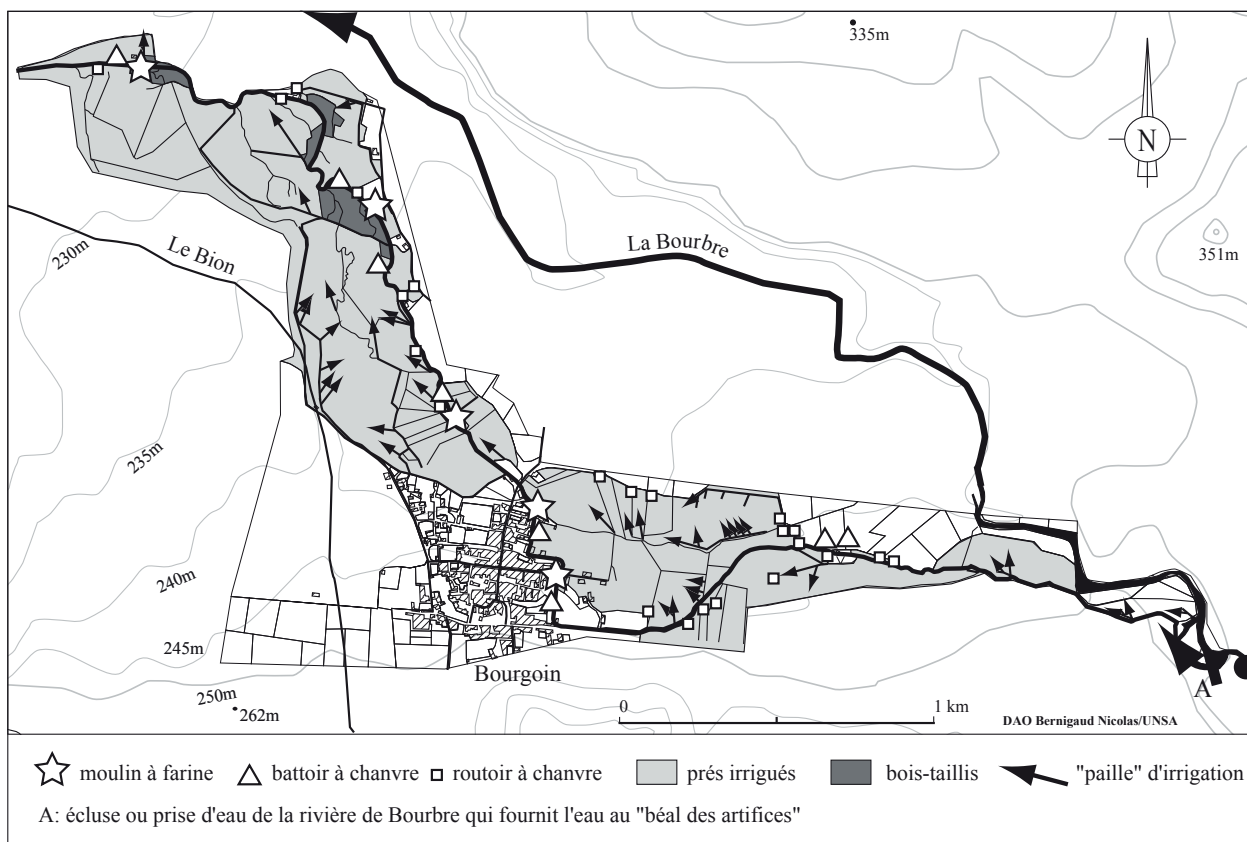 335m
N
La Bourbre
351m
Le Bion
230m
235m
240m
245m
250m
262m
Bourgoin
A
0
1 km
DAO Bernigaud Nicolas/UNSA
moulin à farine
battoir à chanvre
routoir à chanvre
prés irrigués
bois-taillis
"paille" d'irrigation
A: écluse ou prise d'eau de la rivière de Bourbre qui fournit l'eau au "béal des artifices"